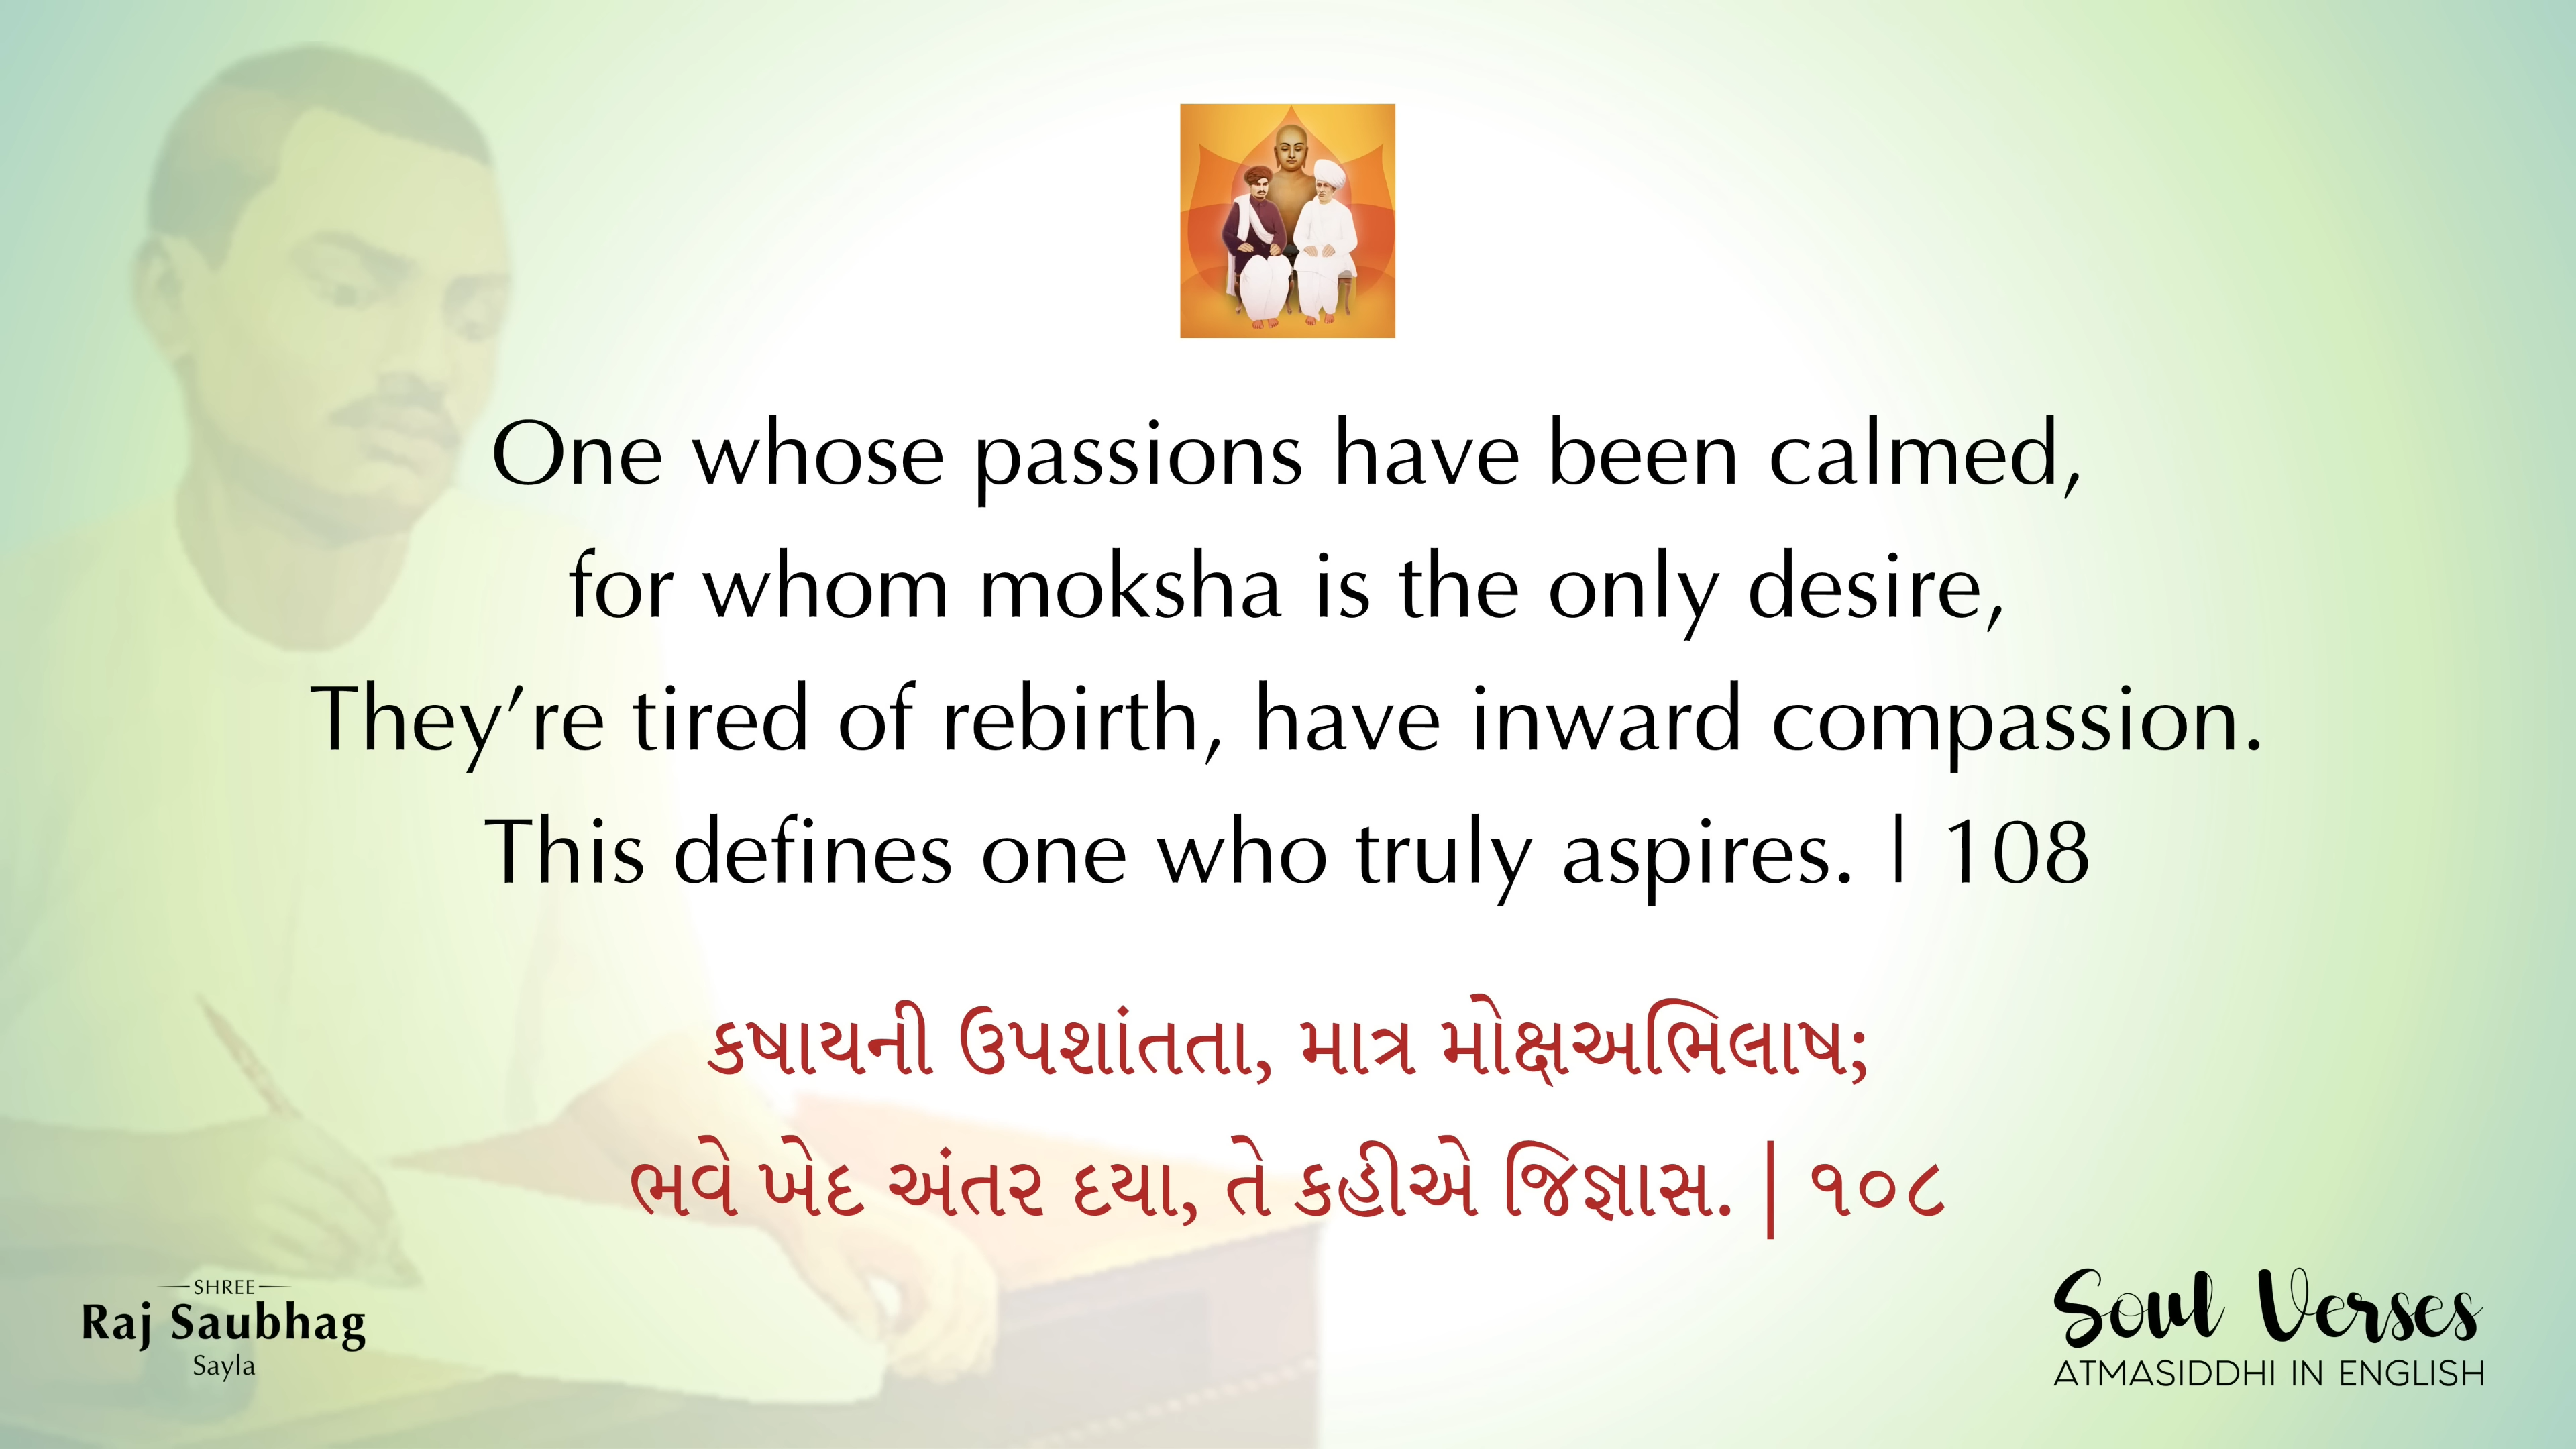 One whose passions have been calmed,
for whom moksha is the only desire,
They’re tired of rebirth, have inward compassion.
This defines one who truly aspires. | 108
કષાયની ઉપશાંતતા, માત્ર મોક્ષઅભિલાષ;
ભવે ખેદ અંતર દયા, તે કહીએ જિજ્ઞાસ. | ૧૦૮
SHREE
Raj Saubhag
Sayla
Soul Verses
ATMASIDDHI IN ENGLISH